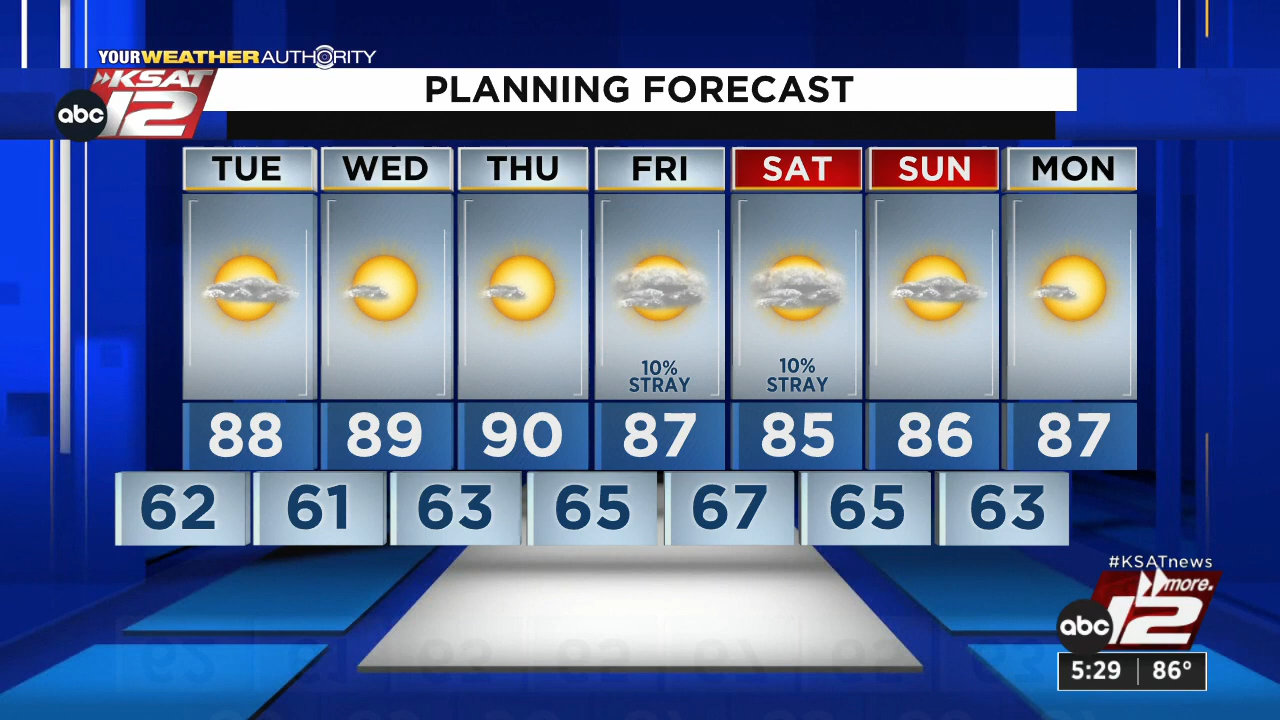 YOURWEATHERAUTHORITY
KSAT
abc 12
PLANNING FORECAST
TUE WED THU FRI SAT SUN MON
10% 10%
STRAY STRAY
88 89 90 87 85 86 87
62 61 63 65 67 65 63
#KSATnews
more.
abc 12
5:29 86°